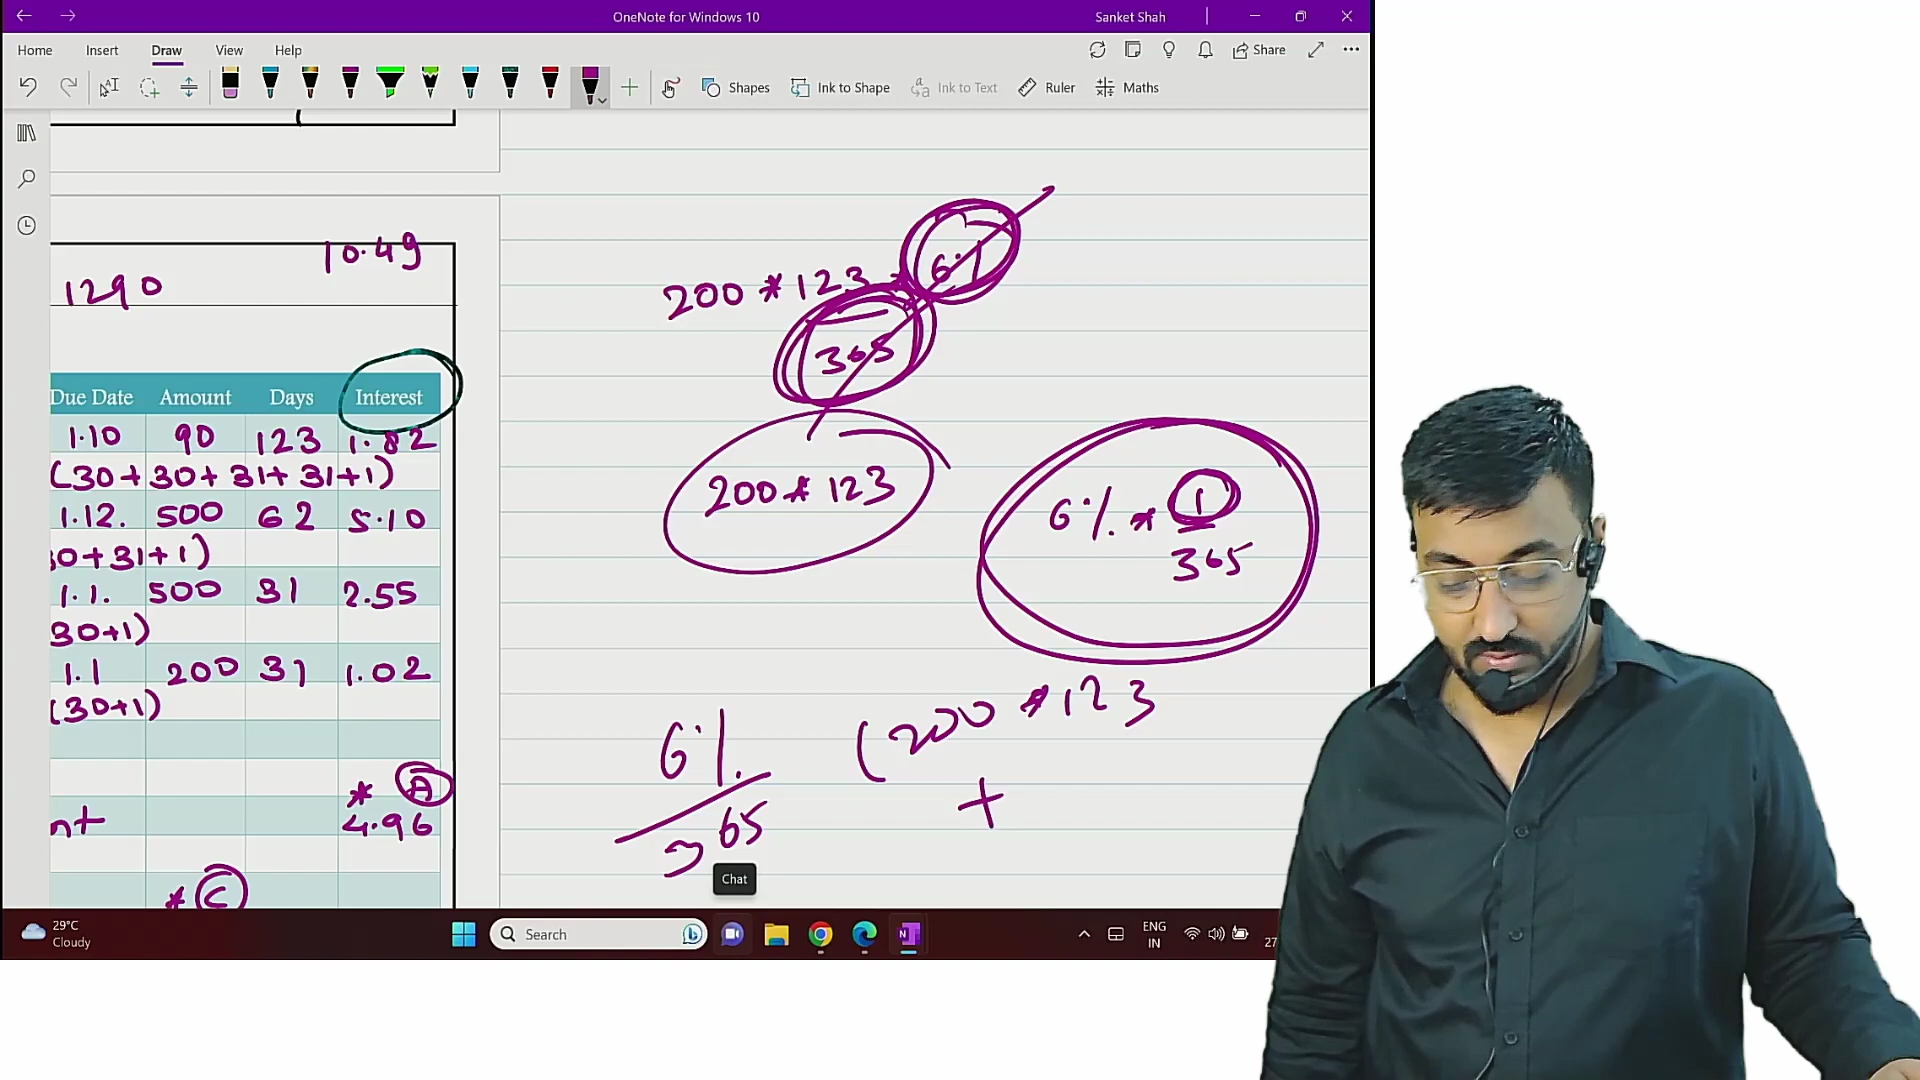 OneNote for Windows 10
Sanket Shah
Home Insert Draw View Help
Share
Shapes Ink to Shape Ink to Text Ruler Maths
10.49
1290
Due Date Amount Days Interest
1.10 90 123 1.82
(30+30+31+31+1)
1.12. 500 62 5.10
30+31+1)
1.1. 500 31 2.55
30+1)
1.1 200 31 1.02
(30+1)
* A
nt 4.96
* C
200 * 123 * 6%
365
200 * 123
6% * 1
365
6%
365
(200 * 123
+
Chat
29°C
Cloudy
Search
ENG
IN
27